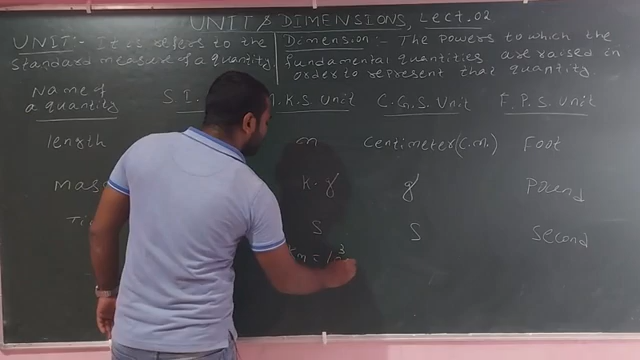 UNIT & DIMENSIONS, Lect. 02
UNIT:- It is refers to the
standard measure of a quantity.
Dimension:- The powers to which the
fundamental quantities are raised in
order to represent that quantity.
Name of
a quantity
S.I.
M.K.S Unit
C.G.S. Unit
F.P.S. Unit
length
m
Centimeter (C.m.)
Foot
Mass
K.g
g
Pound
S
S
Second